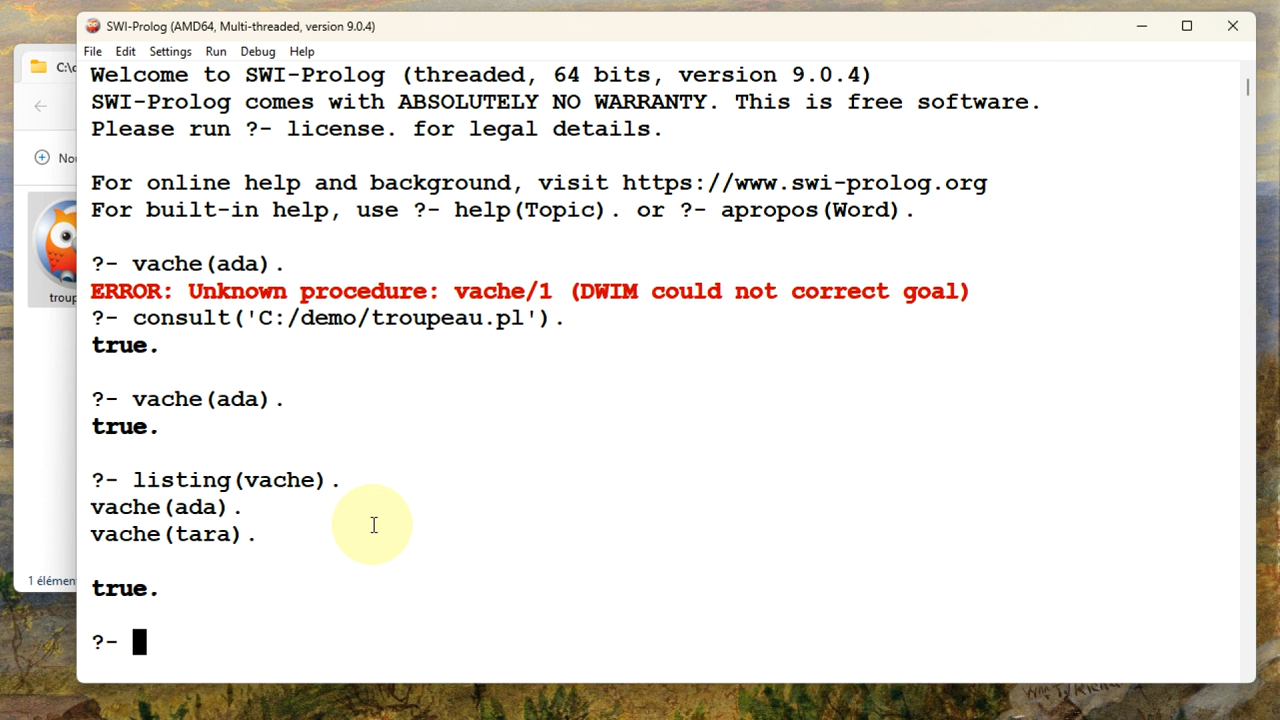 SWI-Prolog (AMD64, Multi-threaded, version 9.0.4)
File Edit Settings Run Debug Help
Welcome to SWI-Prolog (threaded, 64 bits, version 9.0.4)
SWI-Prolog comes with ABSOLUTELY NO WARRANTY. This is free software.
Please run ?- license. for legal details.
For online help and background, visit https://www.swi-prolog.org
For built-in help, use ?- help(Topic). or ?- apropos(Word).
?- vache(ada).
ERROR: Unknown procedure: vache/1 (DWIM could not correct goal)
?- consult('C:/demo/troupeau.pl').
true.
?- vache(ada).
true.
?- listing(vache).
vache(ada).
vache(tara).
true.
?-
C:\
Nou
troup
1 élémen